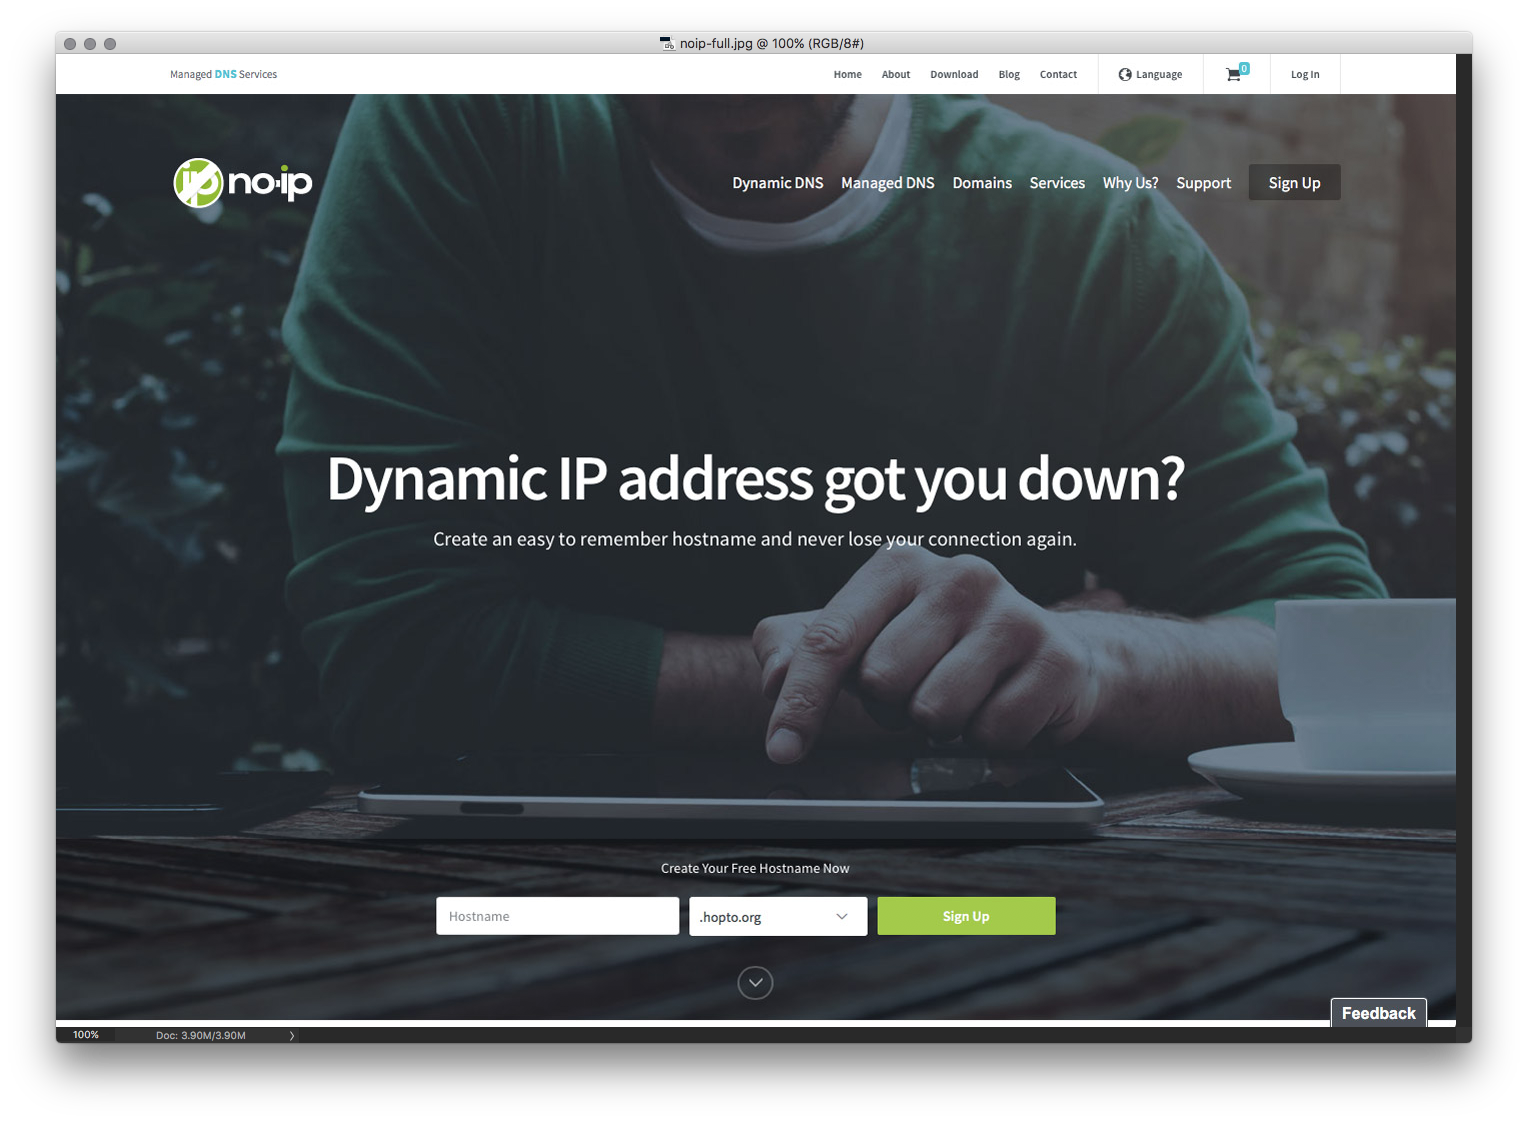 noip-full.jpg @ 100% (RGB/8#)
Managed DNS Services
Home About Download Blog Contact Language 0 Log In
no-ip
Dynamic DNS Managed DNS Domains Services Why Us? Support Sign Up
Dynamic IP address got you down?
Create an easy to remember hostname and never lose your connection again.
Create Your Free Hostname Now
Hostname .hopto.org Sign Up
Feedback
100% Doc: 3.90M/3.90M